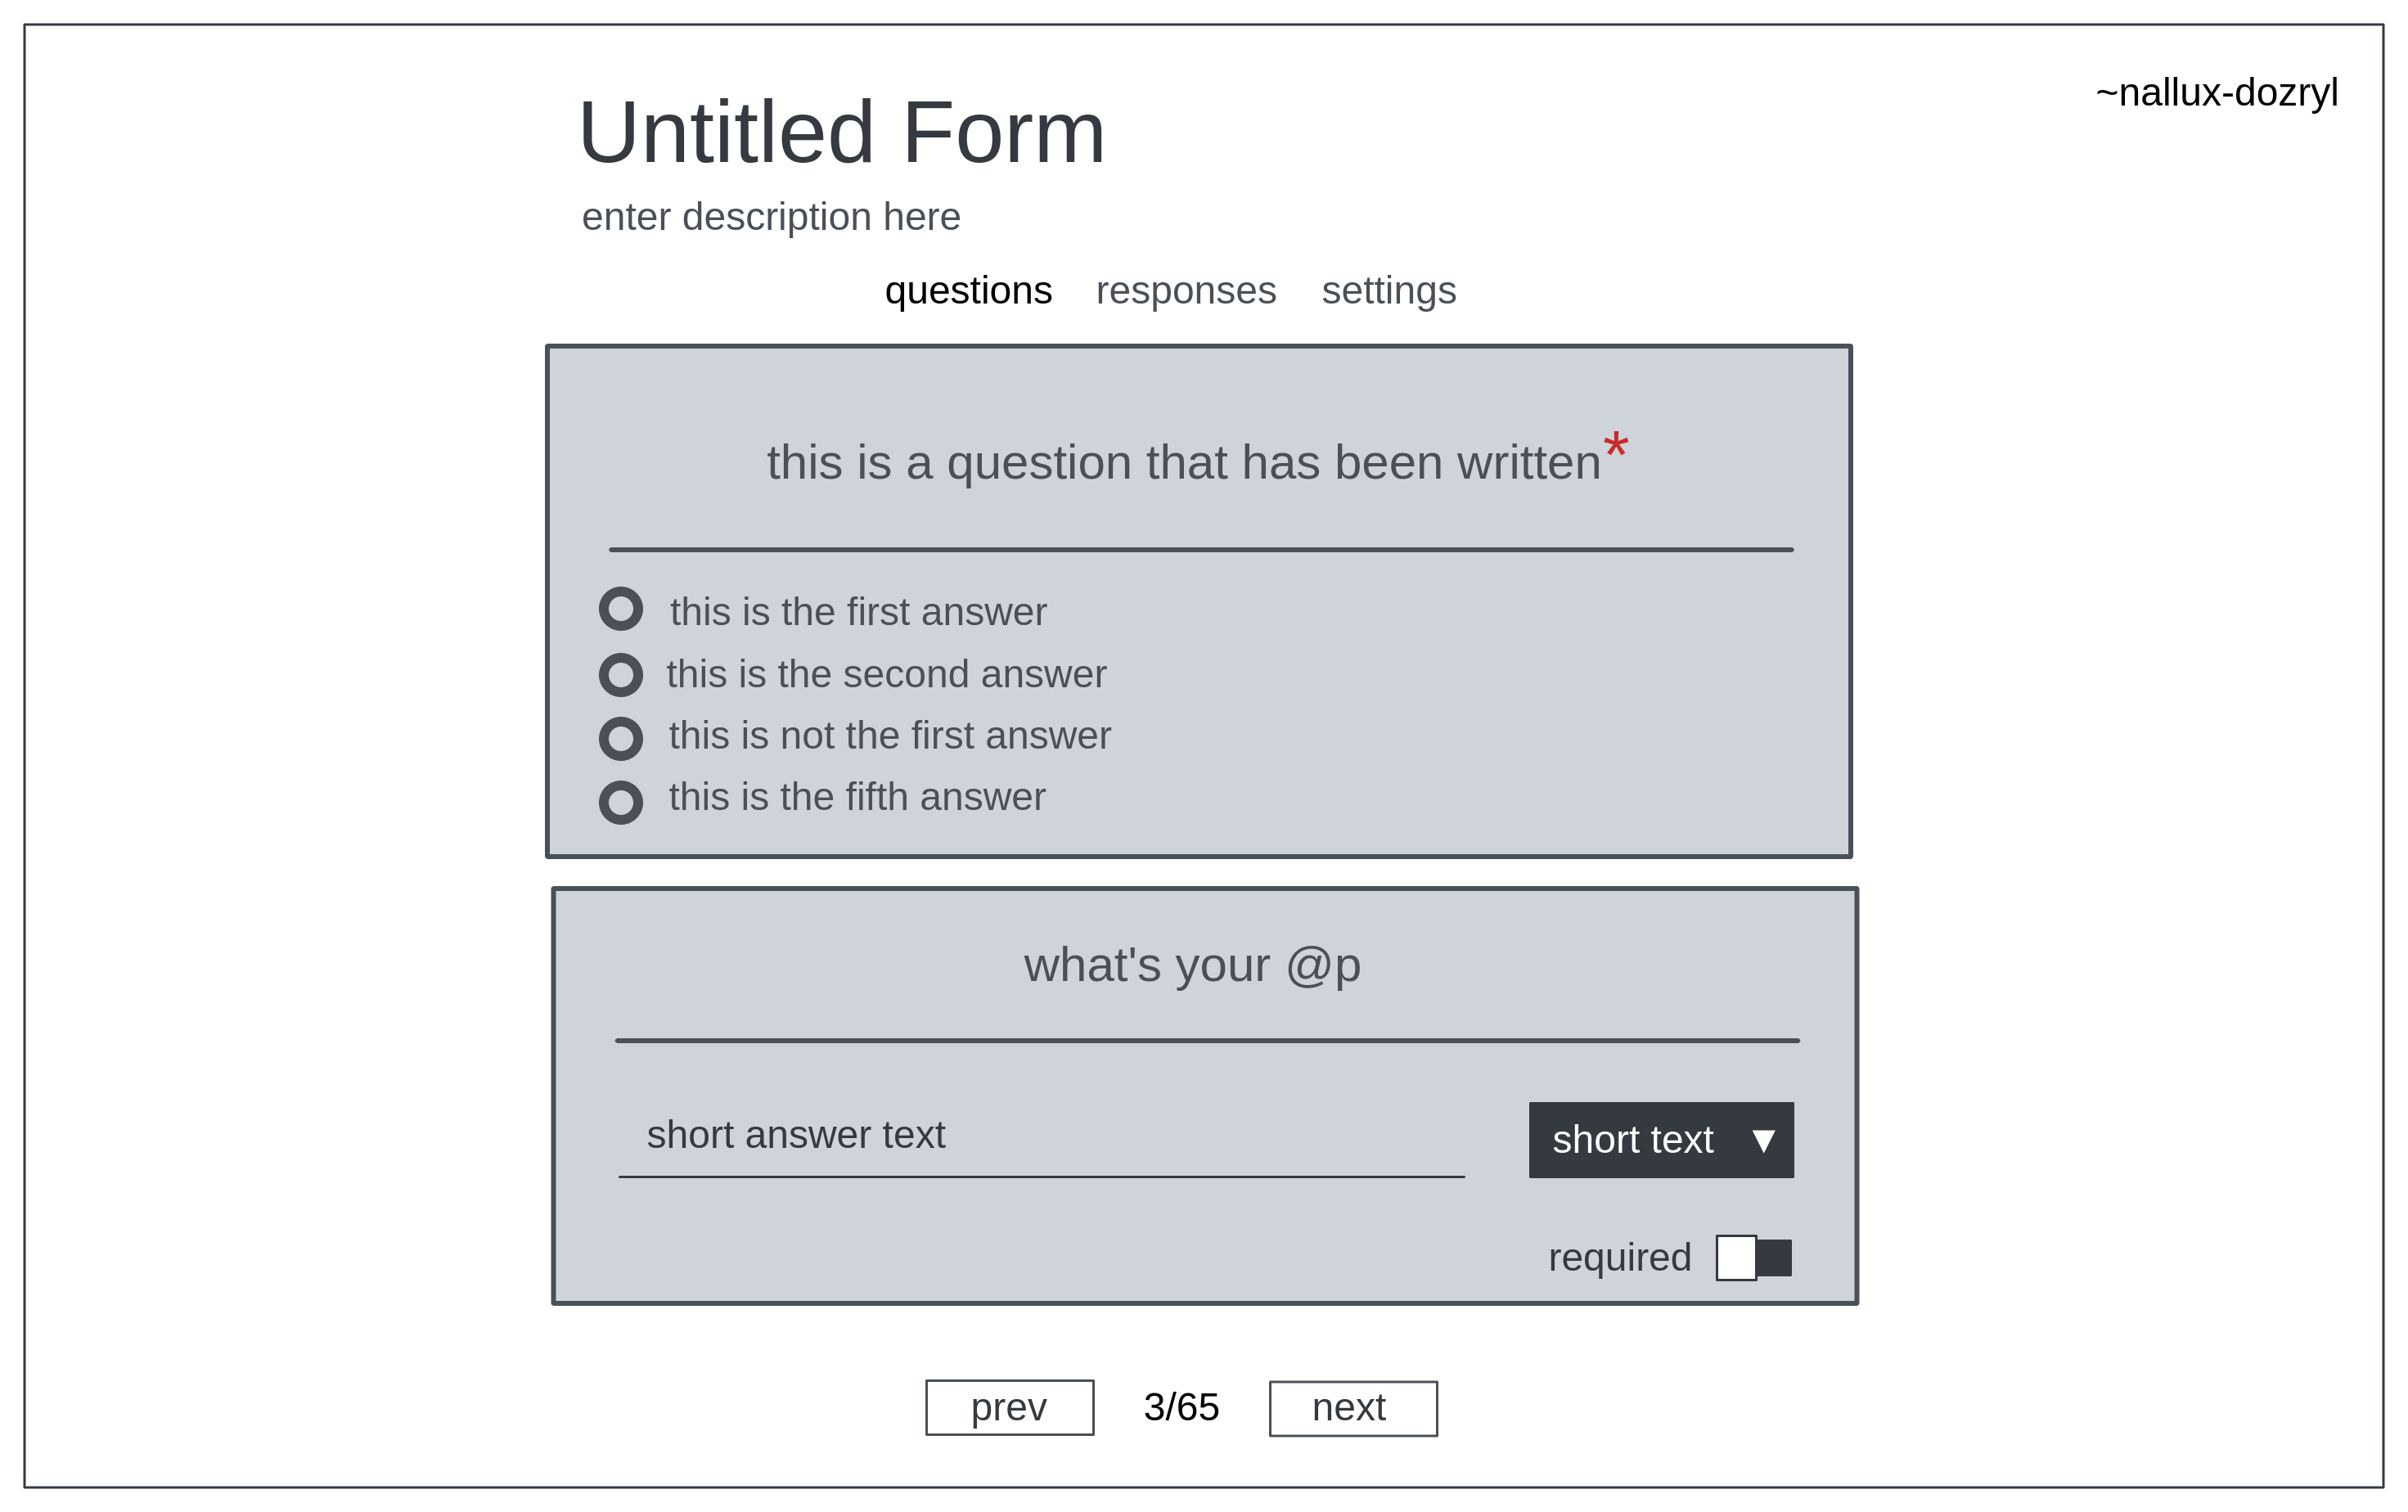 ~nallux-dozryl
Untitled Form
enter description here
questions responses settings
this is a question that has been written*
this is the first answer
this is the second answer
this is not the first answer
this is the fifth answer
what's your @p
short answer text
short text ▼
required
prev 3/65 next